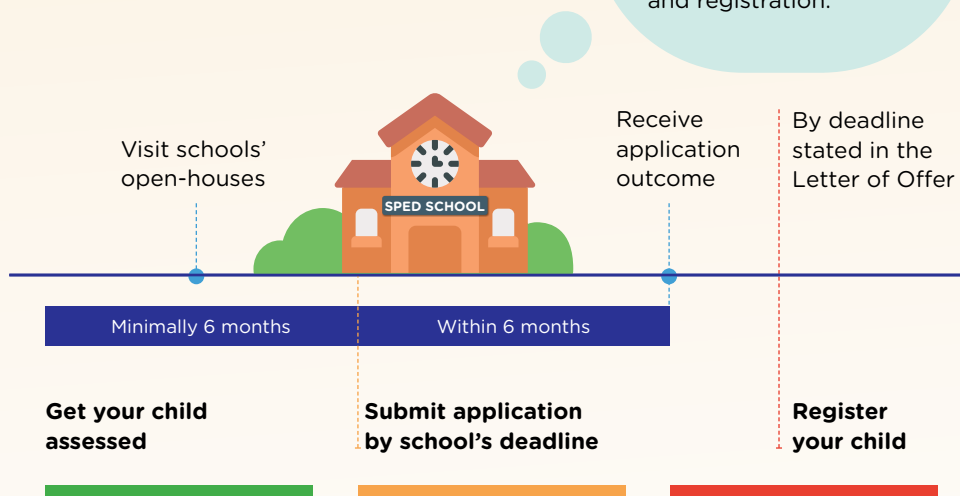 and registration.
Visit schools'
open-houses
SPED SCHOOL
Receive
application
outcome
By deadline
stated in the
Letter of Offer
Minimally 6 months
Within 6 months
Get your child
assessed
Submit application
by school's deadline
Register
your child